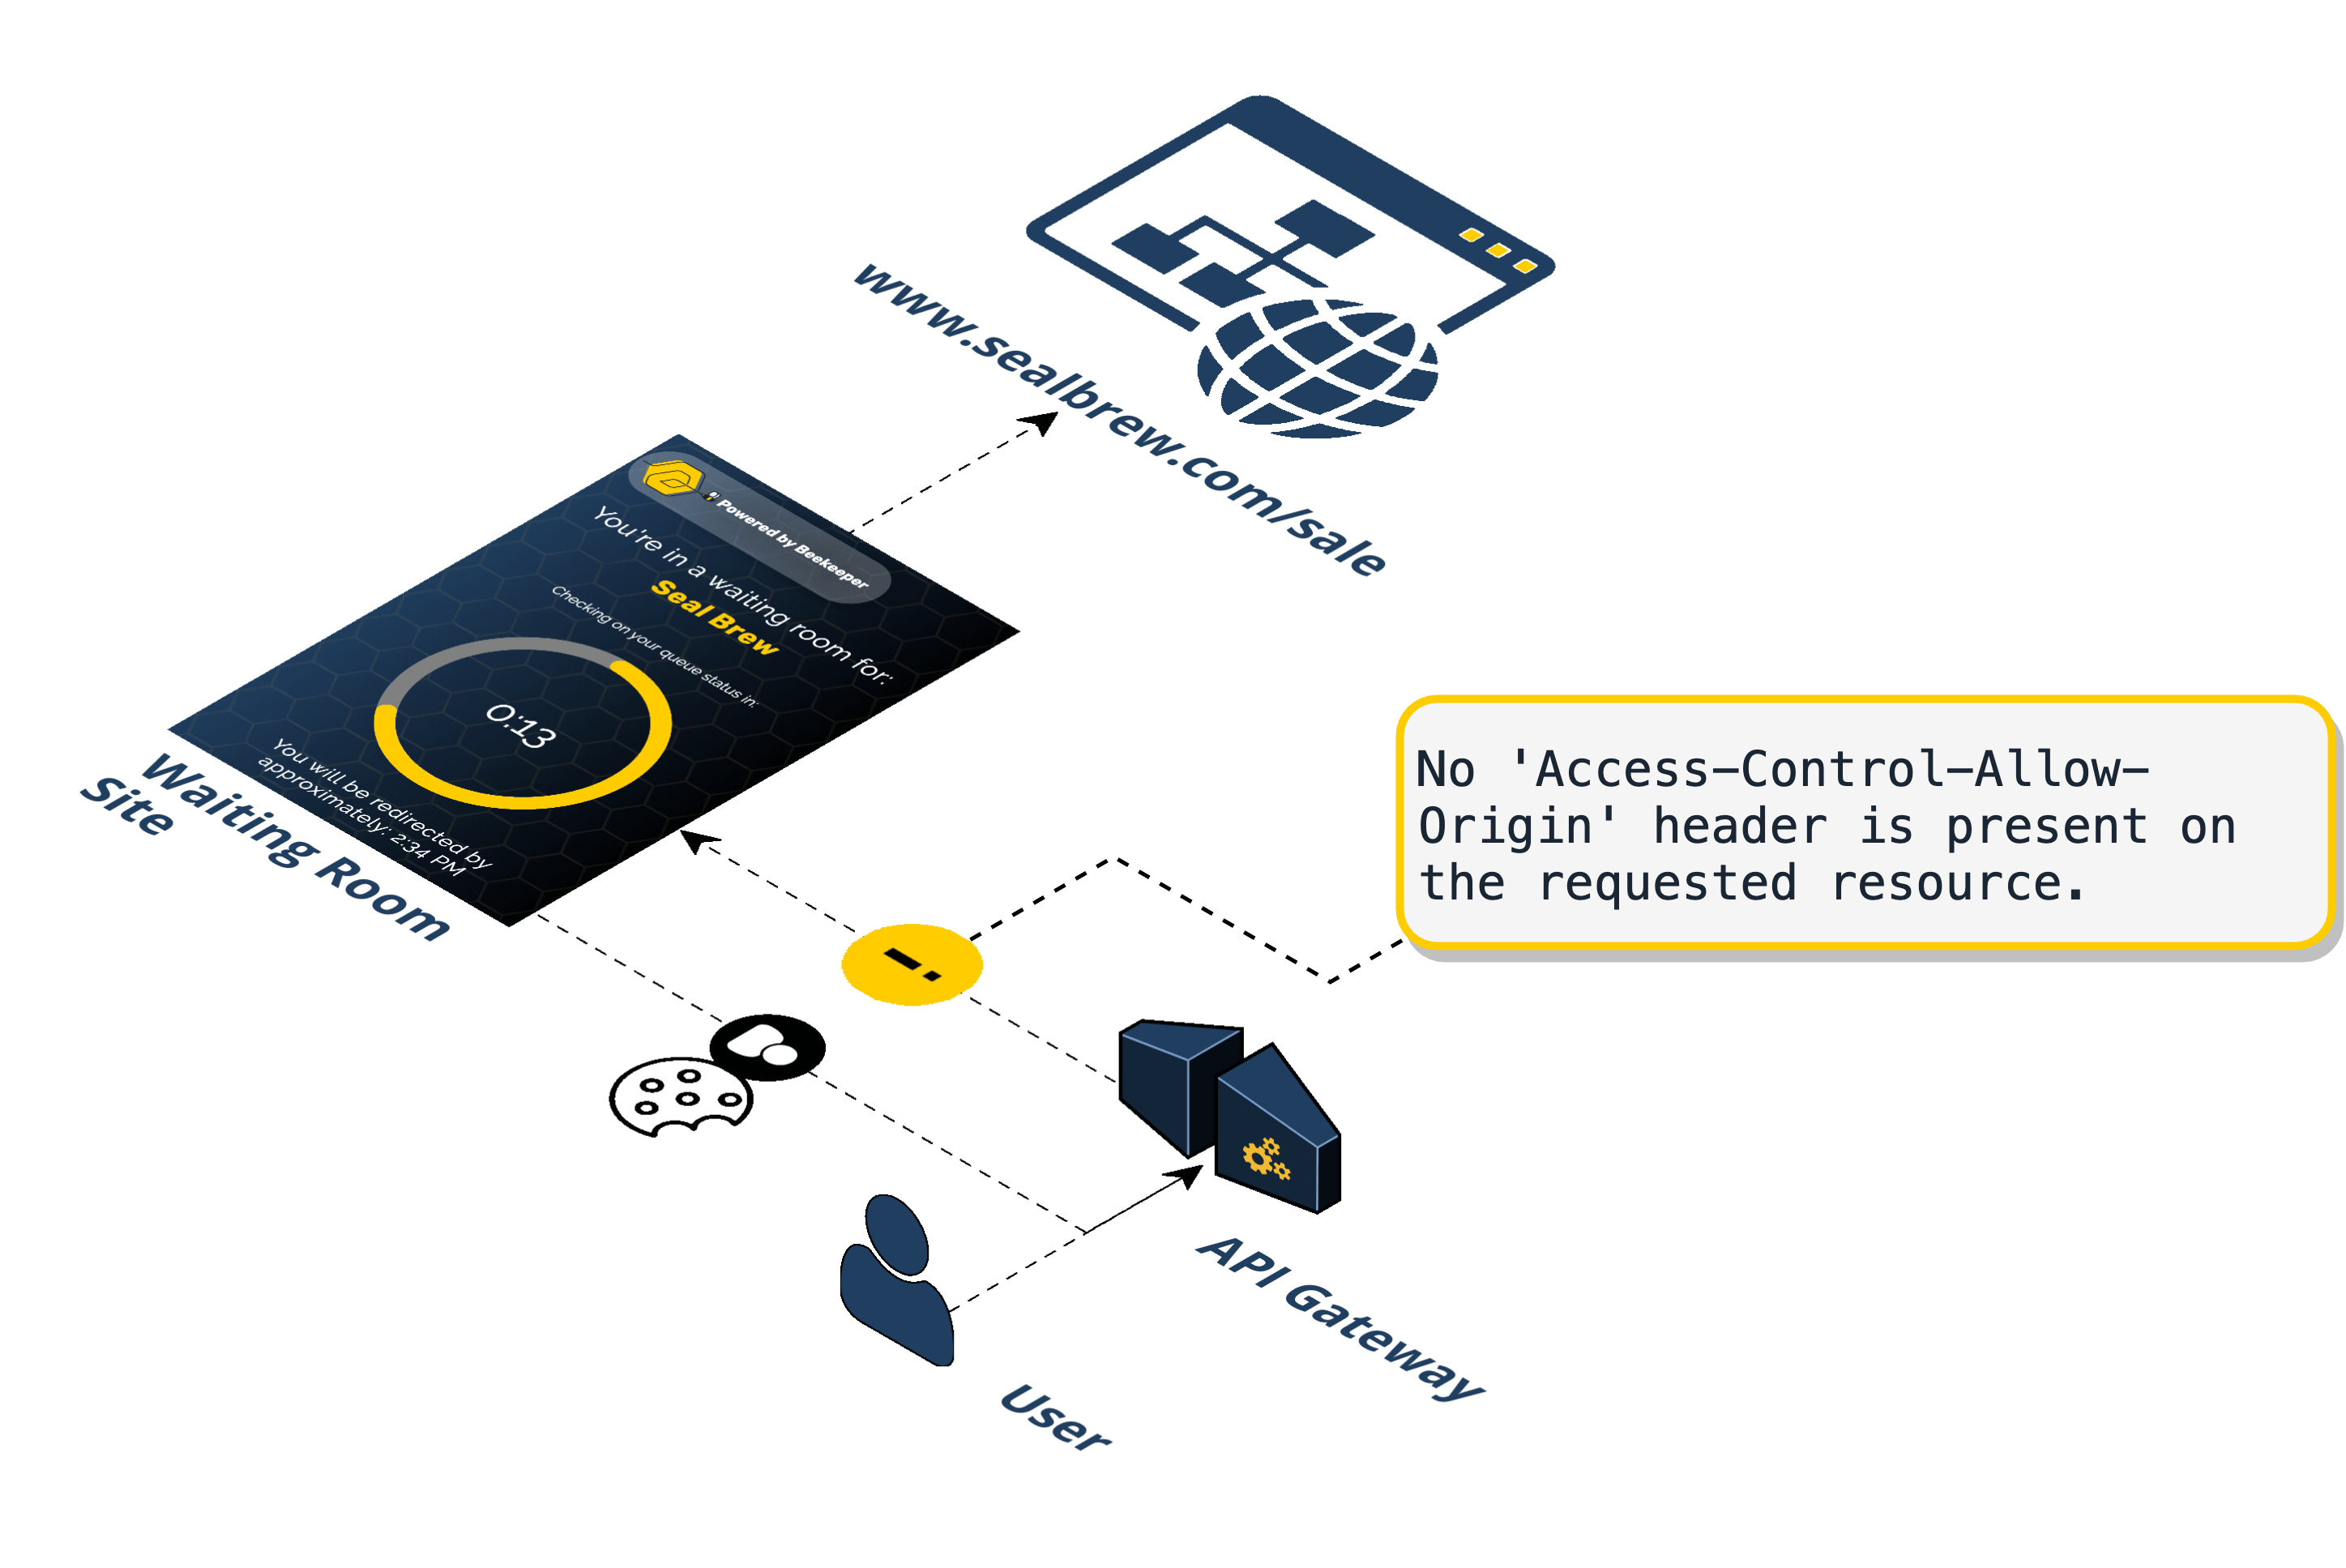 www.sealbrew.com/sale
Powered by Beekeeper
You're in a waiting room for:
Seal Brew
Checking on your queue status in:
0:13
You will be redirected by
approximately: 2:34 PM
Waiting Room
Site
No 'Access-Control-Allow-
Origin' header is present on
the requested resource.
!
API Gateway
User